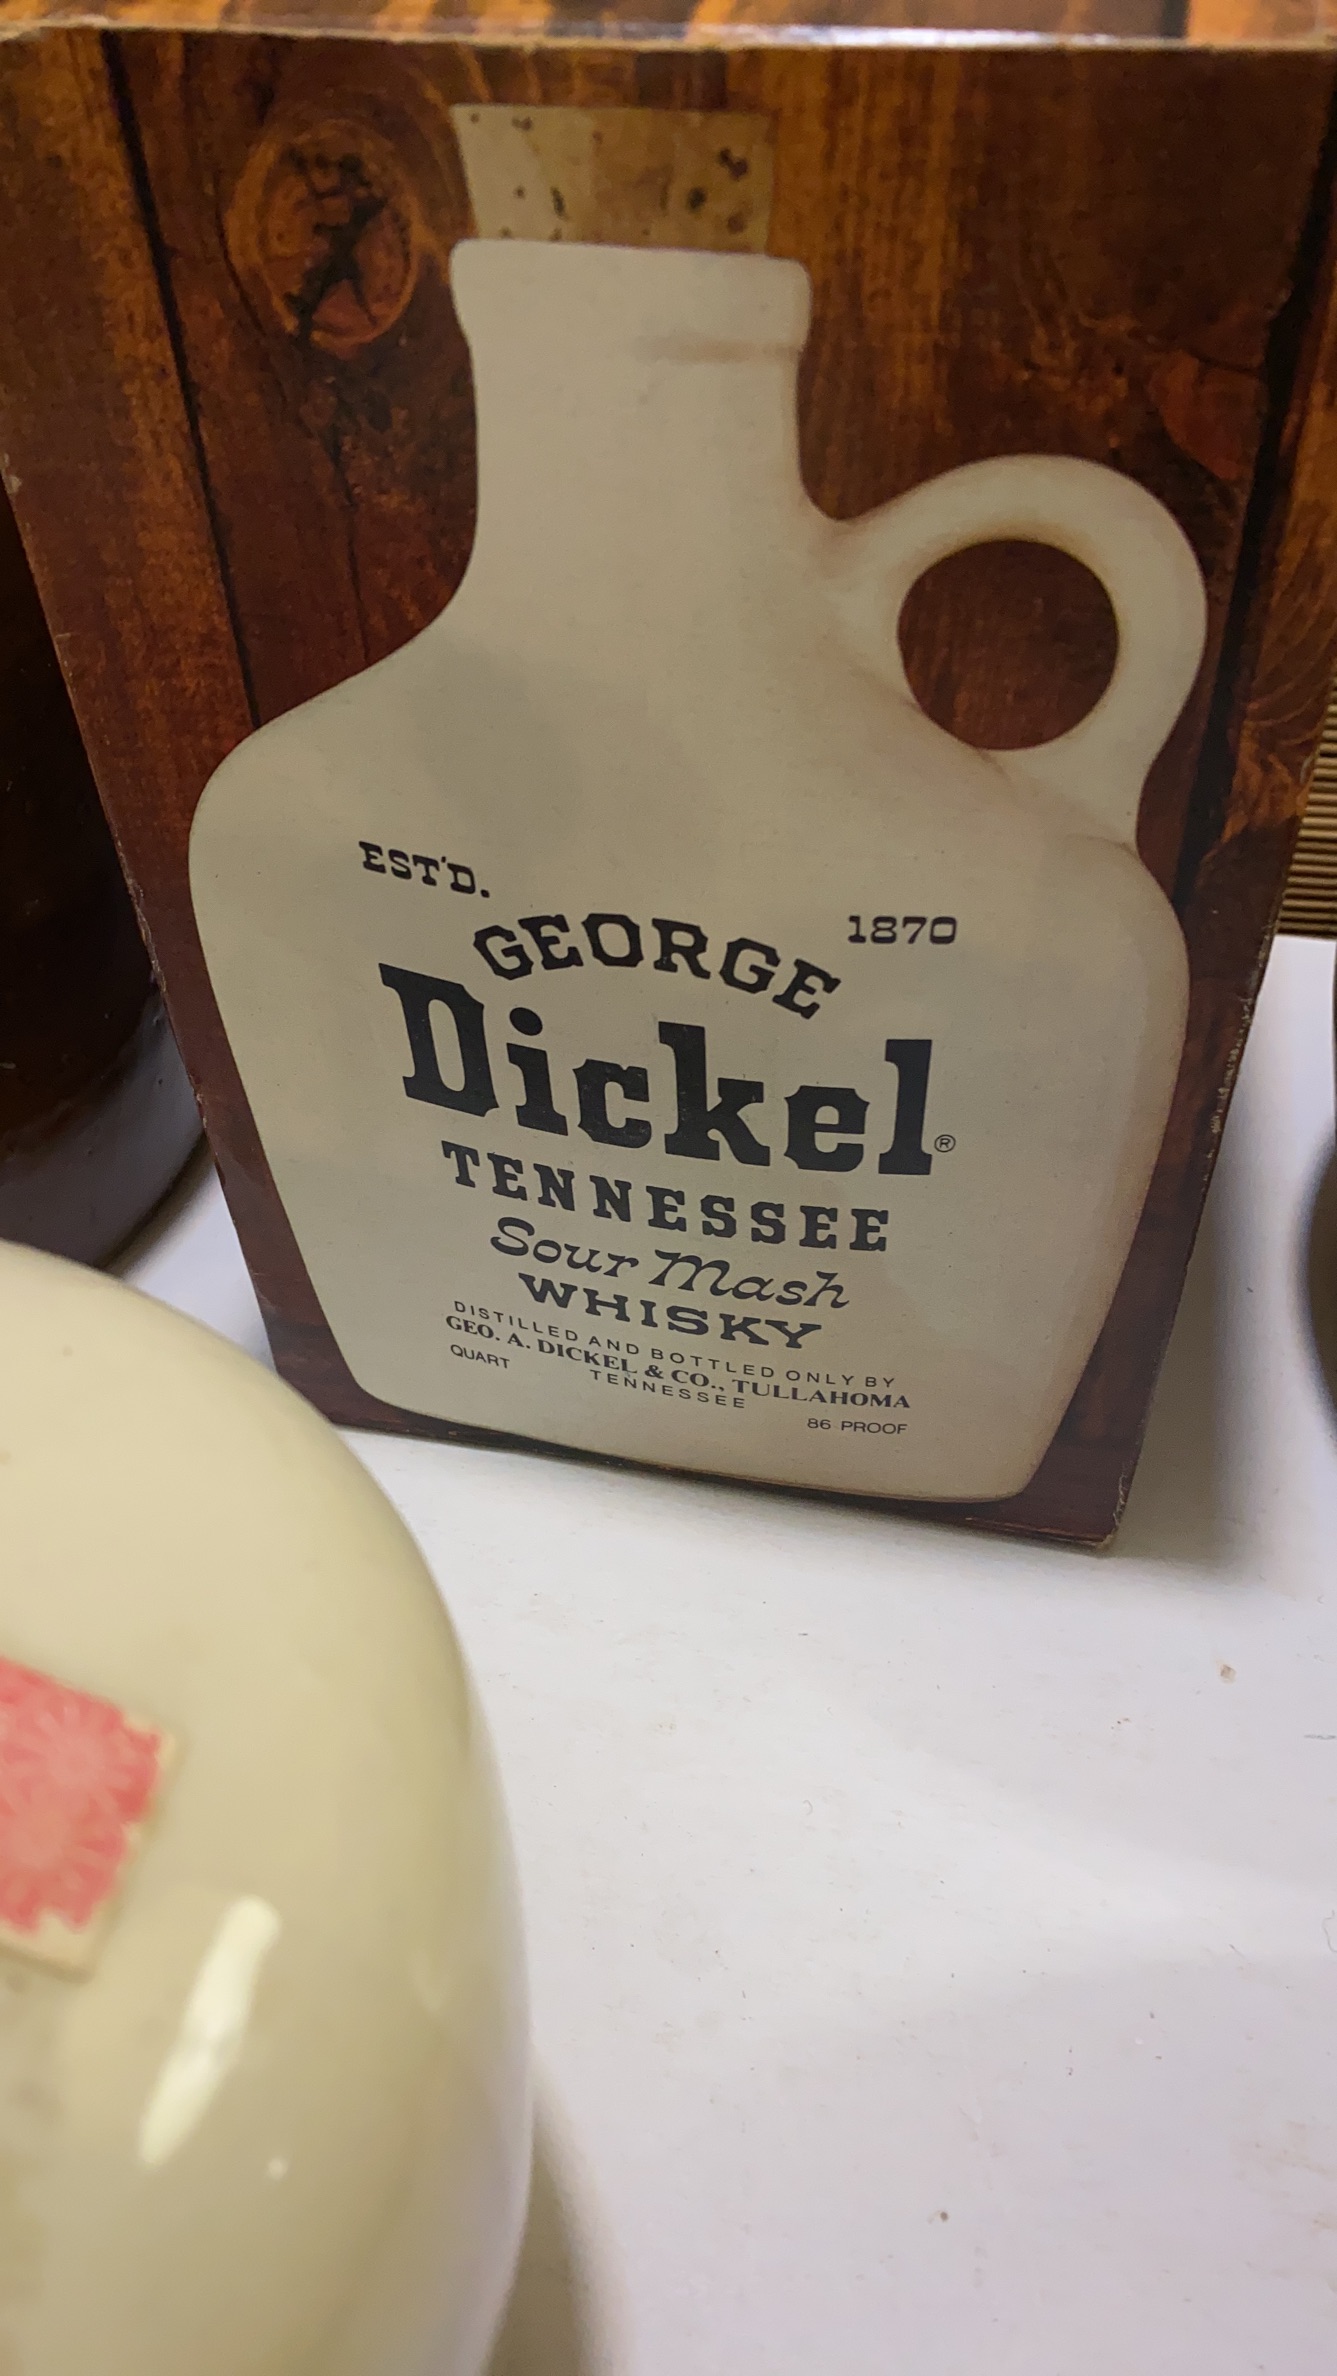 EST'D.
1870
GEORGE
Dickel®
TENNESSEE
Sour Mash
WHISKY
DISTILLED AND BOTTLED ONLY BY
GEO. A. DICKEL & CO., TULLAHOMA
TENNESSEE
QUART
86 PROOF